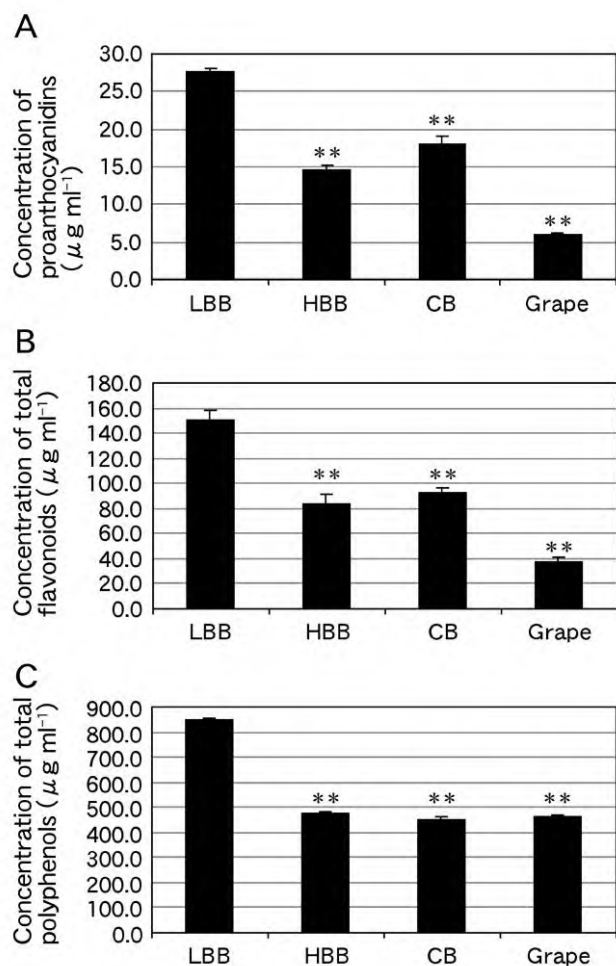 A
Concentration of
proanthocyanidins
(μg ml⁻¹)
30.0
25.0
20.0
15.0
10.0
5.0
0.0
**
**
**
LBB HBB CB Grape
B
Concentration of total
flavonoids (μg ml⁻¹)
180.0
160.0
140.0
120.0
100.0
80.0
60.0
40.0
20.0
0.0
**
**
**
LBB HBB CB Grape
C
Concentration of total
polyphenols (μg ml⁻¹)
900.0
800.0
700.0
600.0
500.0
400.0
300.0
200.0
100.0
0.0
**
**
**
LBB HBB CB Grape